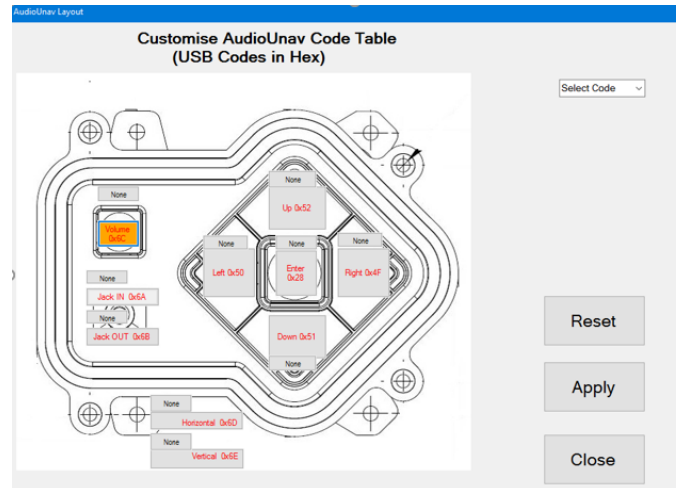 AudioUnav Layout
Customise AudioUnav Code Table
(USB Codes in Hex)
Select Code
None
Up 0x52
None
Volume
0x6C
None
Left 0x50
None
Enter
0x28
None
Right 0x4F
None
Jack IN 0x6A
None
Jack OUT 0x6B
Down 0x51
None
Reset
Apply
None
Horizontal 0x6D
None
Vertical 0x6E
Close